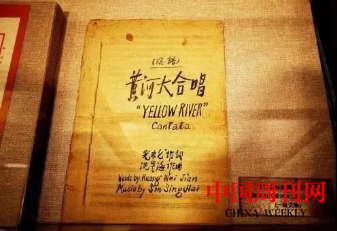 黄河大合唱
"YELLOW RIVER"
Cantata
光未然作詞
冼星海作曲
Words by Kuang Wei Jian
Music by Sin Sing Hai
中国周刊网
CHINA WEEKLY